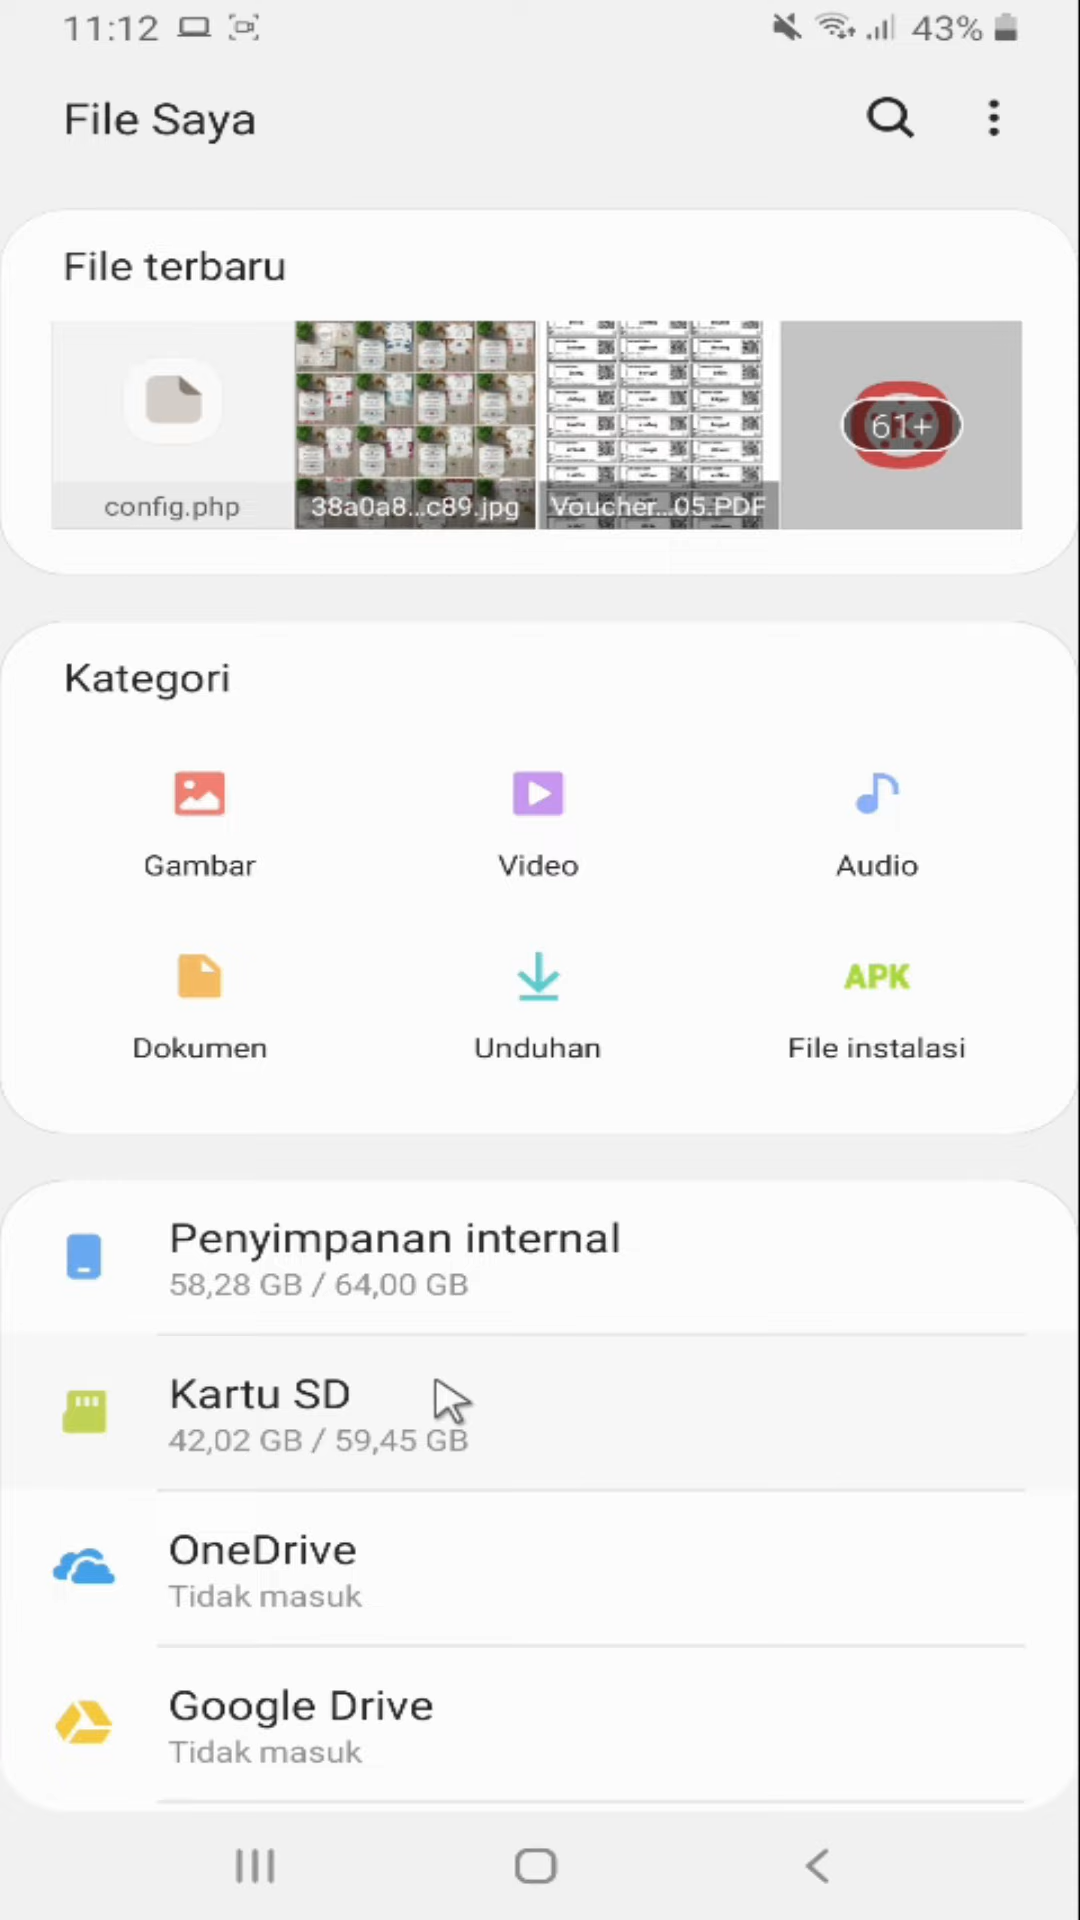 11:12 43%
File Saya
File terbaru
config.php 38a0a8...c89.jpg Voucher...05.PDF 61+
Kategori
Gambar Video Audio
Dokumen Unduhan APK File instalasi
Penyimpanan internal
58,28 GB / 64,00 GB
Kartu SD
42,02 GB / 59,45 GB
OneDrive
Tidak masuk
Google Drive
Tidak masuk